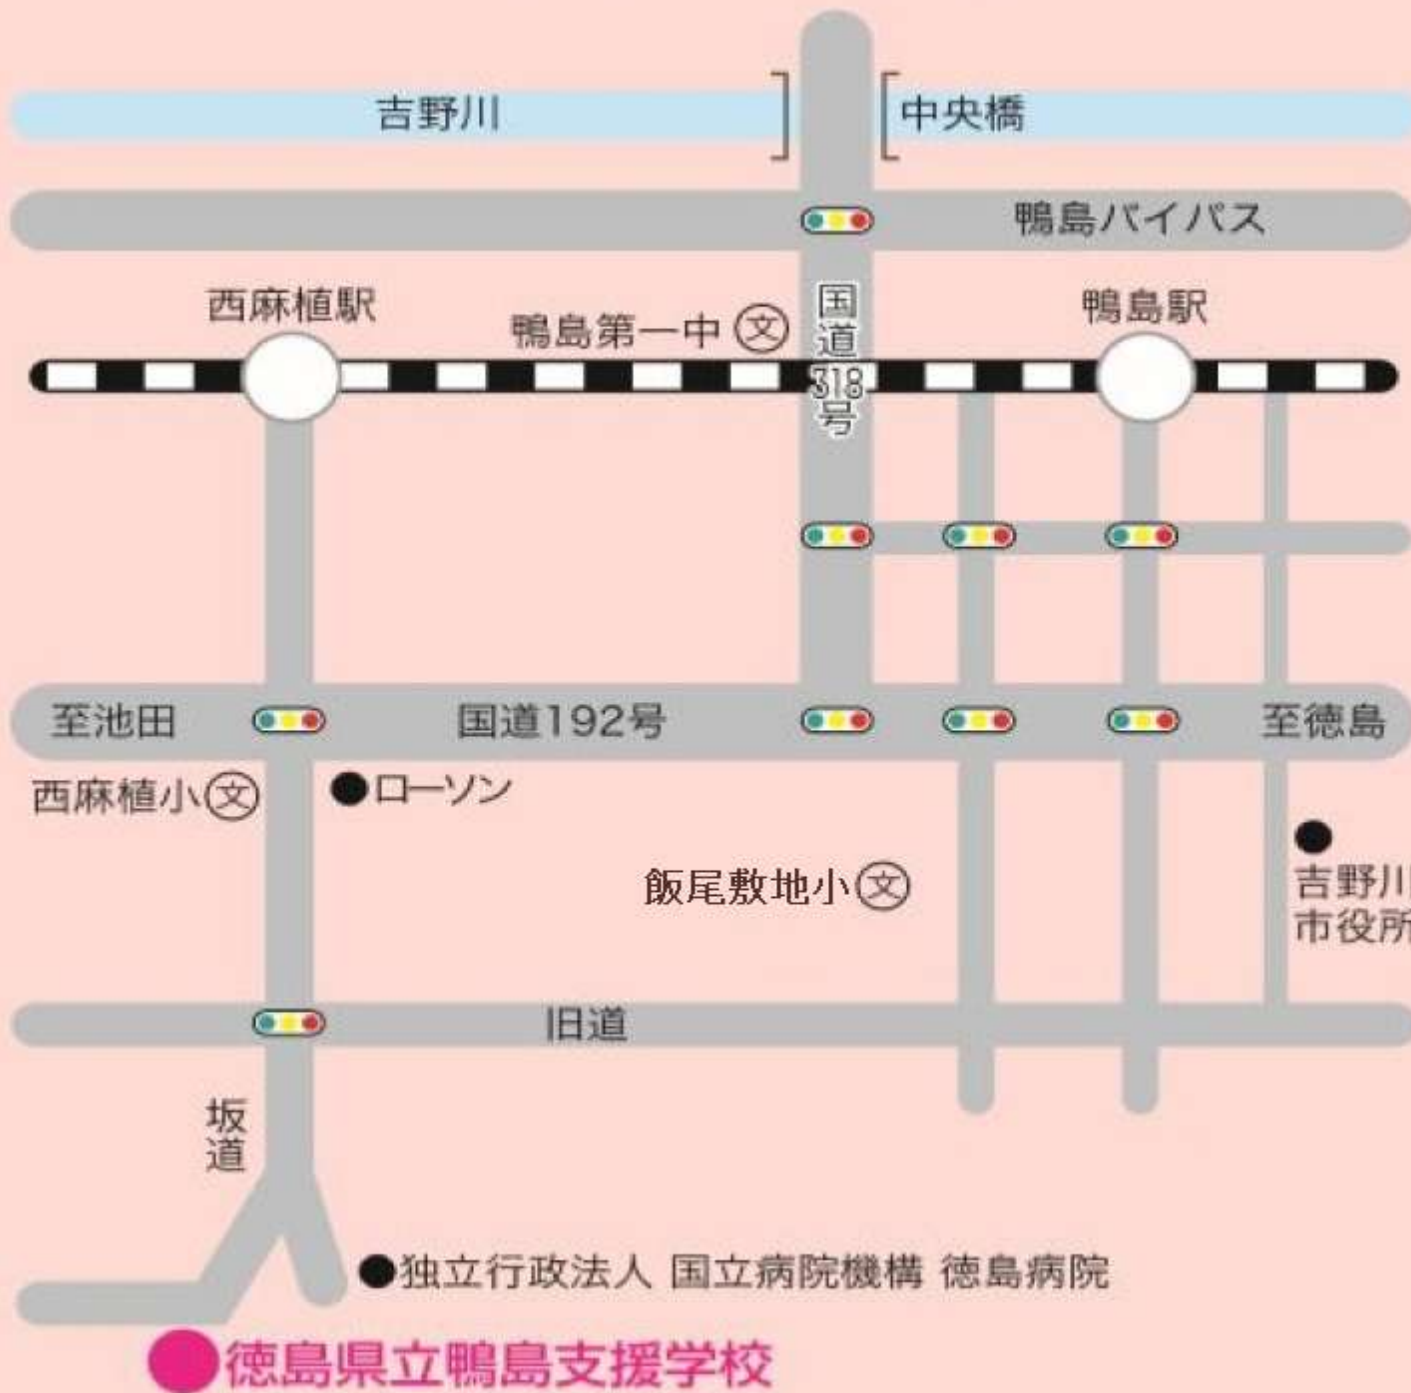 吉野川
中央橋
鴨島バイパス
西麻植駅
鴨島第一中 文
国道318号
鴨島駅
至池田
国道192号
至徳島
西麻植小 文
ローソン
飯尾敷地小 文
吉野川
市役所
旧道
坂道
独立行政法人 国立病院機構 徳島病院
徳島県立鴨島支援学校